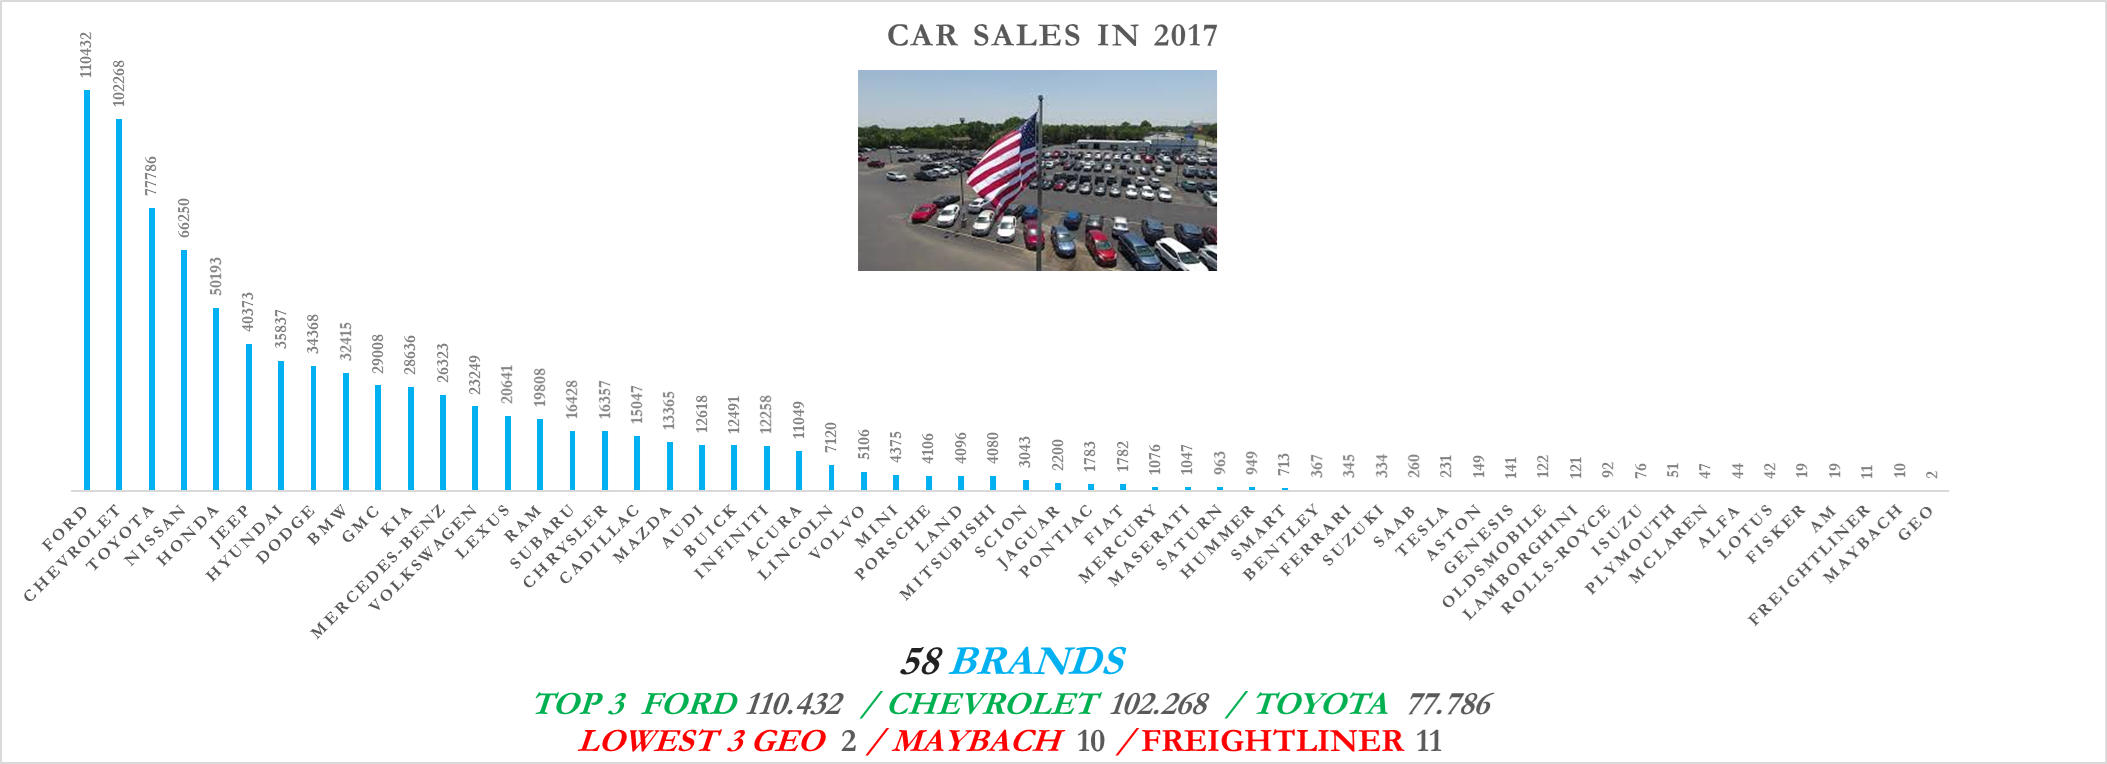 CAR SALES IN 2017
110432
102268
77786
66250
50193
40373
35837
34368
32415
29008
28636
26323
23249
20641
19808
16428
16357
15047
13365
12618
12491
12258
11049
7120
5106
4375
4106
4096
4080
3043
2200
1783
1782
1076
1047
963
949
713
367
345
334
260
231
149
141
122
121
92
76
51
47
44
42
19
19
11
10
2
FORD
CHEVROLET
TOYOTA
NISSAN
HONDA
JEEP
HYUNDAI
DODGE
BMW
GMC
KIA
MERCEDES-BENZ
VOLKSWAGEN
LEXUS
RAM
SUBARU
CHRYSLER
CADILLAC
MAZDA
AUDI
BUICK
INFINITI
ACURA
LINCOLN
VOLVO
MINI
PORSCHE
LAND
MITSUBISHI
SCION
JAGUAR
PONTIAC
FIAT
MERCURY
MASERATI
SATURN
HUMMER
SMART
BENTLEY
FERRARI
SUZUKI
SAAB
TESLA
ASTON
GENESIS
OLDSMOBILE
LAMBORGHINI
ROLLS-ROYCE
ISUZU
PLYMOUTH
MCLAREN
ALFA
LOTUS
FISKER
AM
FREIGHTLINER
MAYBACH
GEO
58 BRANDS
TOP 3 FORD 110.432 / CHEVROLET 102.268 / TOYOTA 77.786
LOWEST 3 GEO 2 / MAYBACH 10 / FREIGHTLINER 11